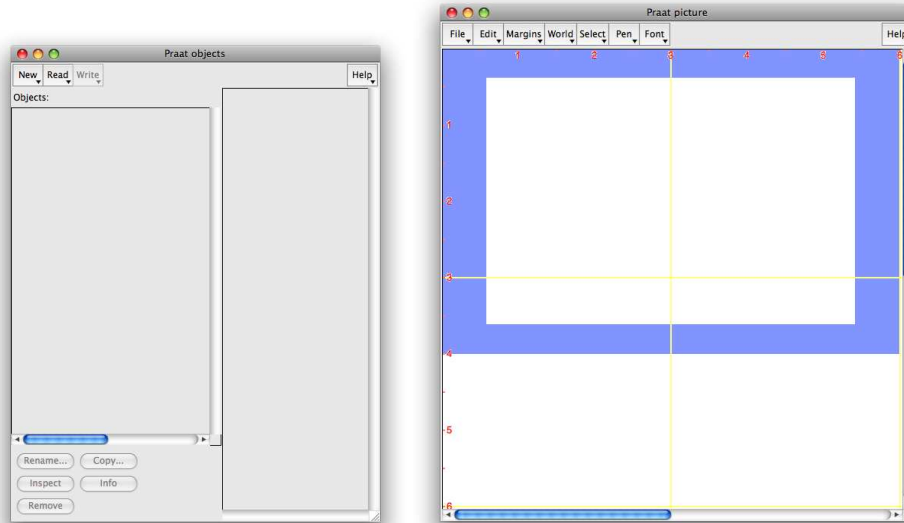 Praat objects
New Read Write Help
Objects:
Rename... Copy...
Inspect Info
Remove
Praat picture
File Edit Margins World Select Pen Font Help
1 2 3 4 5 6
1
2
3
4
5
6